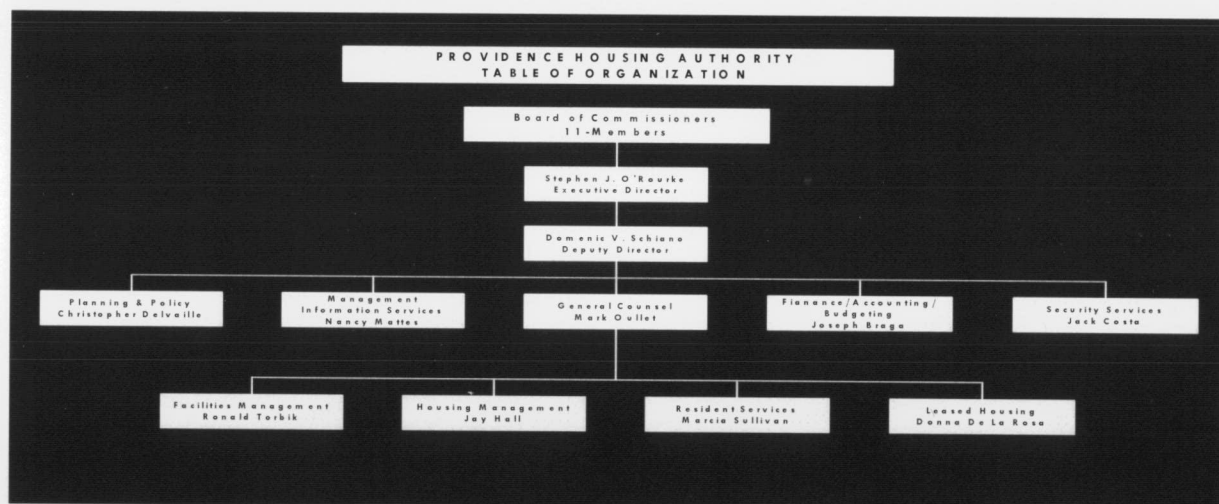 PROVIDENCE HOUSING AUTHORITY
TABLE OF ORGANIZATION
Board of Commissioners
11-Members
Stephen J. O'Rourke
Executive Director
Domenic V. Schiano
Deputy Director
Planning & Policy
Christopher Delvaille
Management
Information Services
Nancy Mattes
General Counsel
Mark Oullet
Fianance/Accounting/
Budgeting
Joseph Braga
Security Services
Jack Costa
Facilities Management
Ronald Torbik
Housing Management
Jay Hall
Resident Services
Marcia Sullivan
Leased Housing
Donna De La Rosa